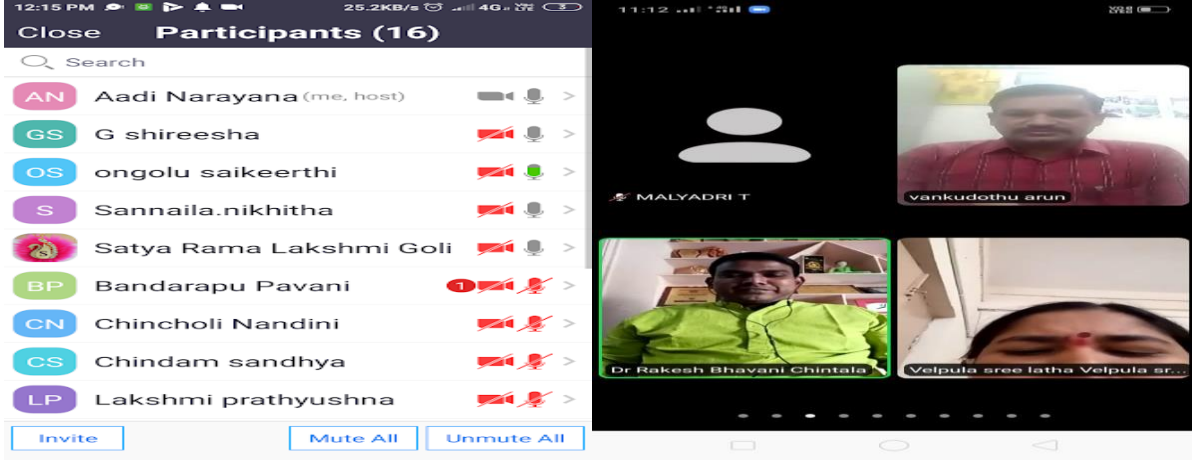 12:15 PM
25.2KB/s 4G
Close Participants (16)
Search
AN Aadi Narayana (me, host)
GS G shireesha
OS ongolu saikeerthi
S Sannaila.nikhitha
S Satya Rama Lakshmi Goli
BP Bandarapu Pavani 1
CN Chincholi Nandini
CS Chindam sandhya
LP Lakshmi prathyushna
Invite Mute All Unmute All
11:12
MALYADRI T
vankudothu arun
Dr Rakesh Bhavani Chintala
Velpula sree latha Velpula sr...